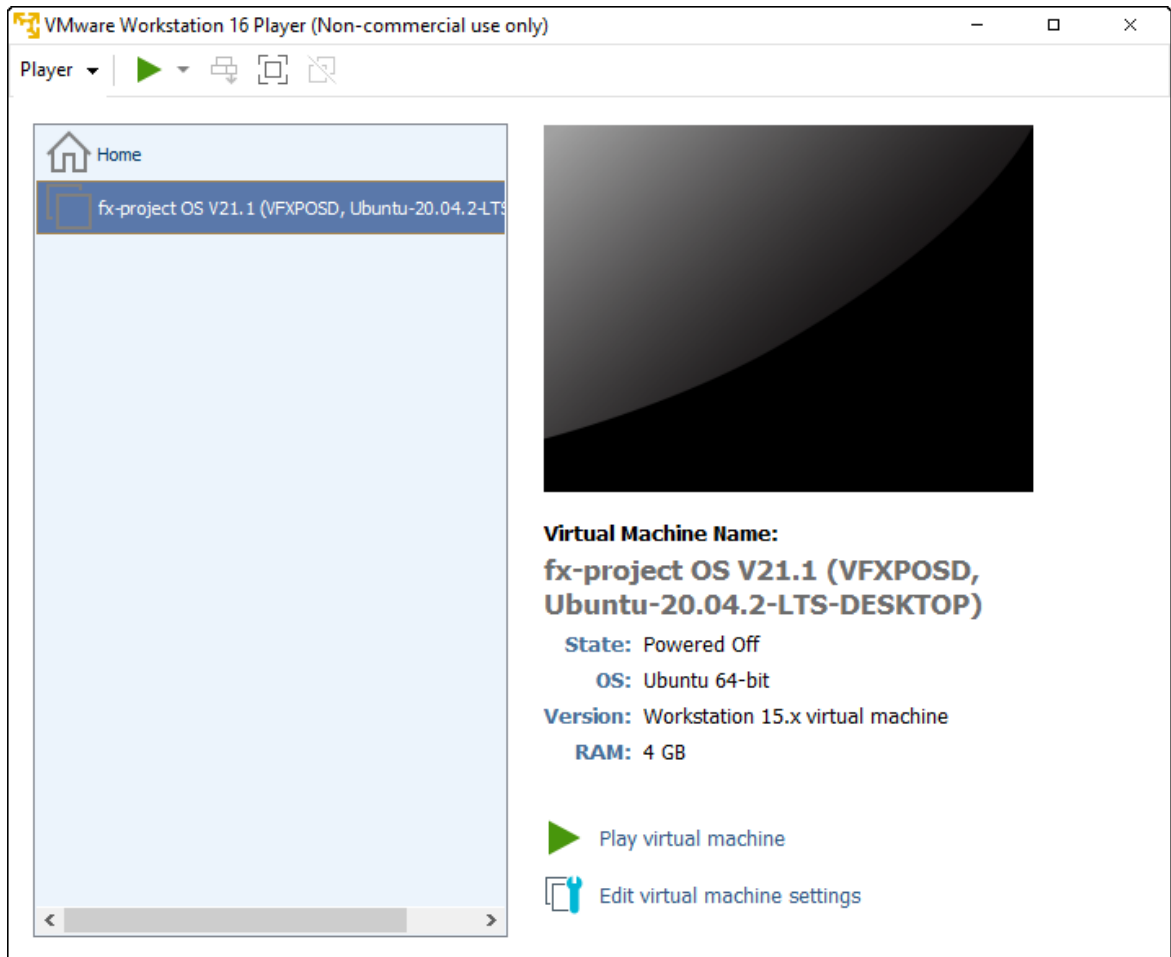 VMware Workstation 16 Player (Non-commercial use only)
Player
Home
fx-project OS V21.1 (VFXPOSD, Ubuntu-20.04.2-LTS
Virtual Machine Name:
fx-project OS V21.1 (VFXPOSD,
Ubuntu-20.04.2-LTS-DESKTOP)
State: Powered Off
OS: Ubuntu 64-bit
Version: Workstation 15.x virtual machine
RAM: 4 GB
Play virtual machine
Edit virtual machine settings